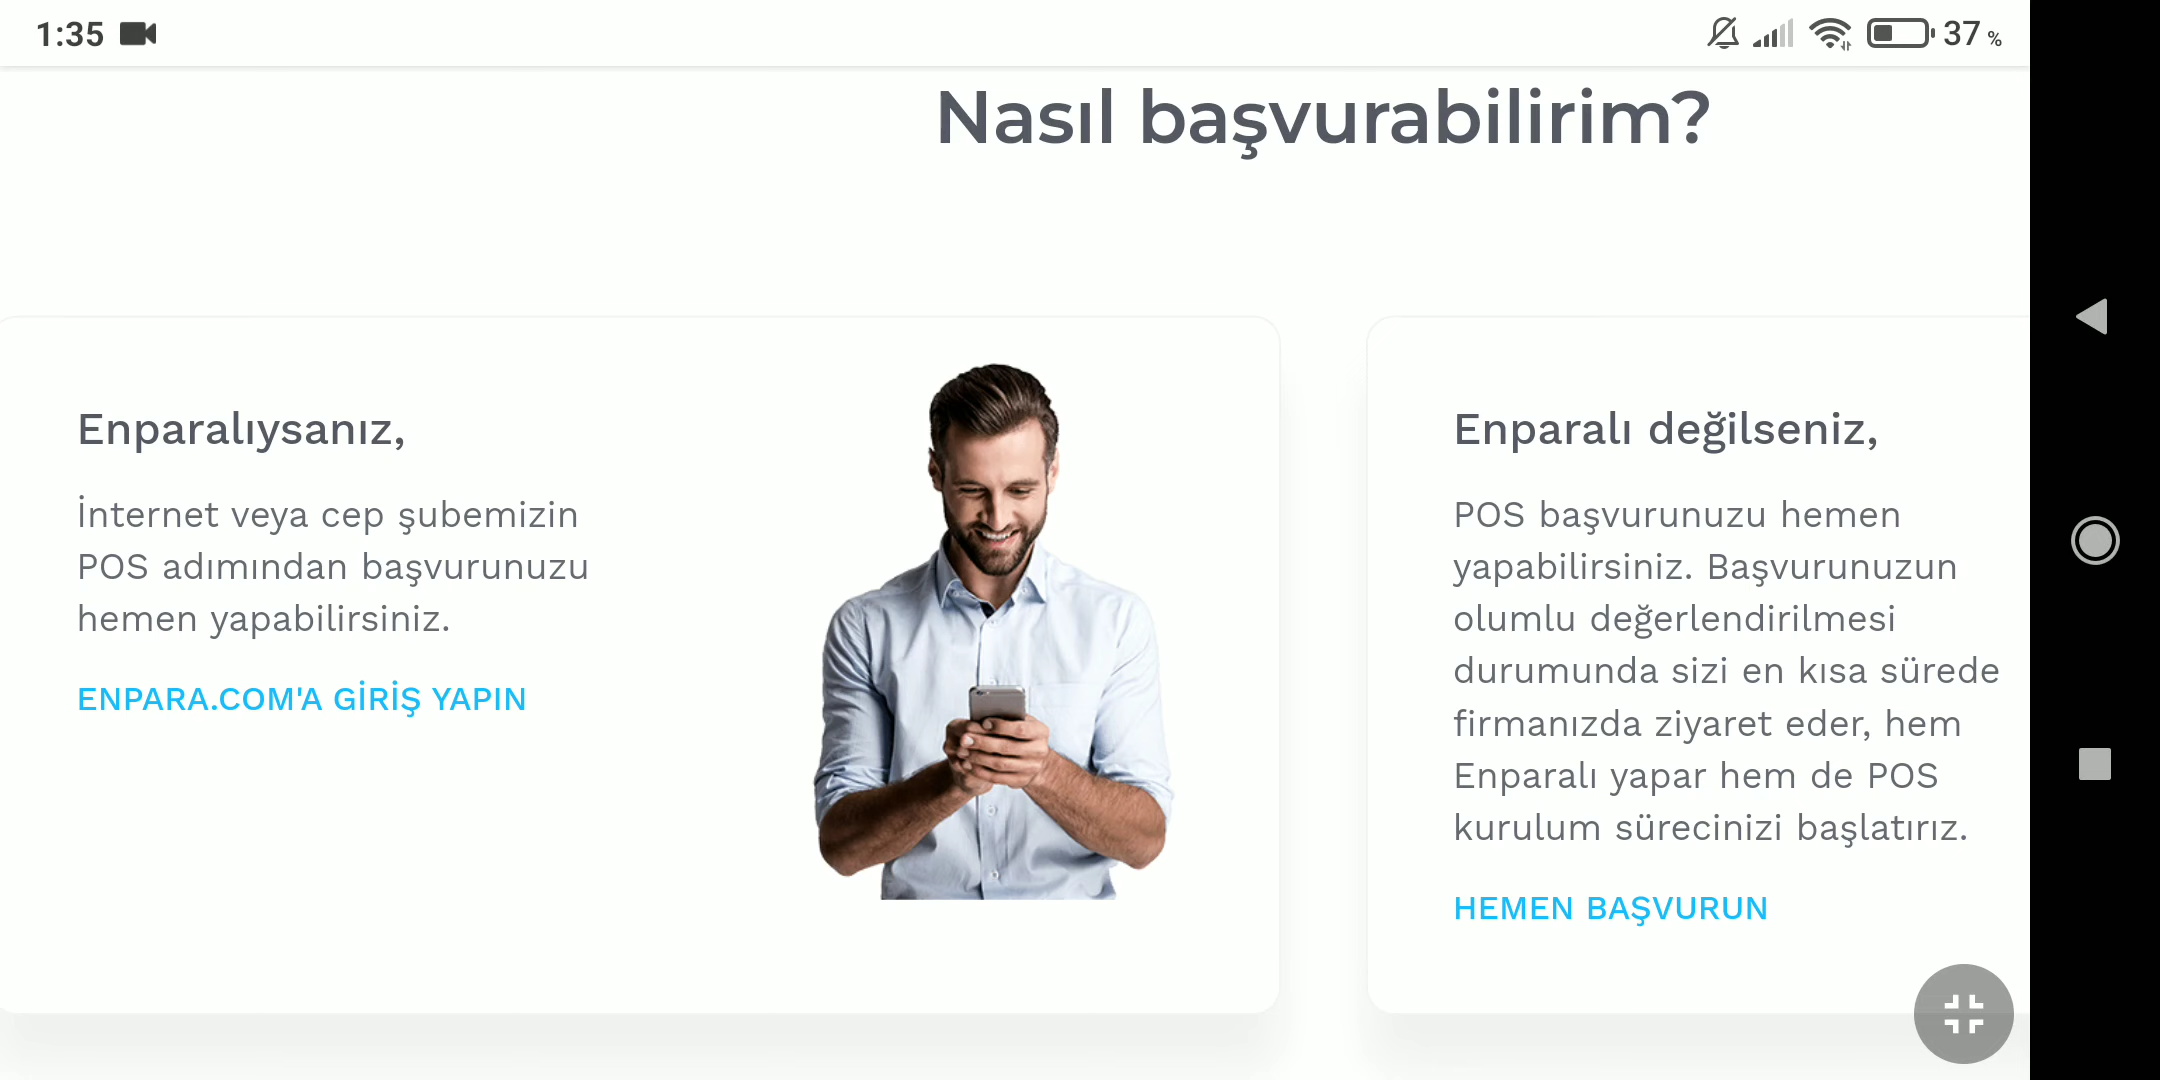 1:35
37 %
Nasıl başvurabilirim?
Enparalıysanız,
İnternet veya cep şubemizin
POS adımından başvurunuzu
hemen yapabilirsiniz.
ENPARA.COM'A GİRİŞ YAPIN
Enparalı değilseniz,
POS başvurunuzu hemen
yapabilirsiniz. Başvurunuzun
olumlu değerlendirilmesi
durumunda sizi en kısa sürede
firmanızda ziyaret eder, hem
Enparalı yapar hem de POS
kurulum sürecinizi başlatırız.
HEMEN BAŞVURUN